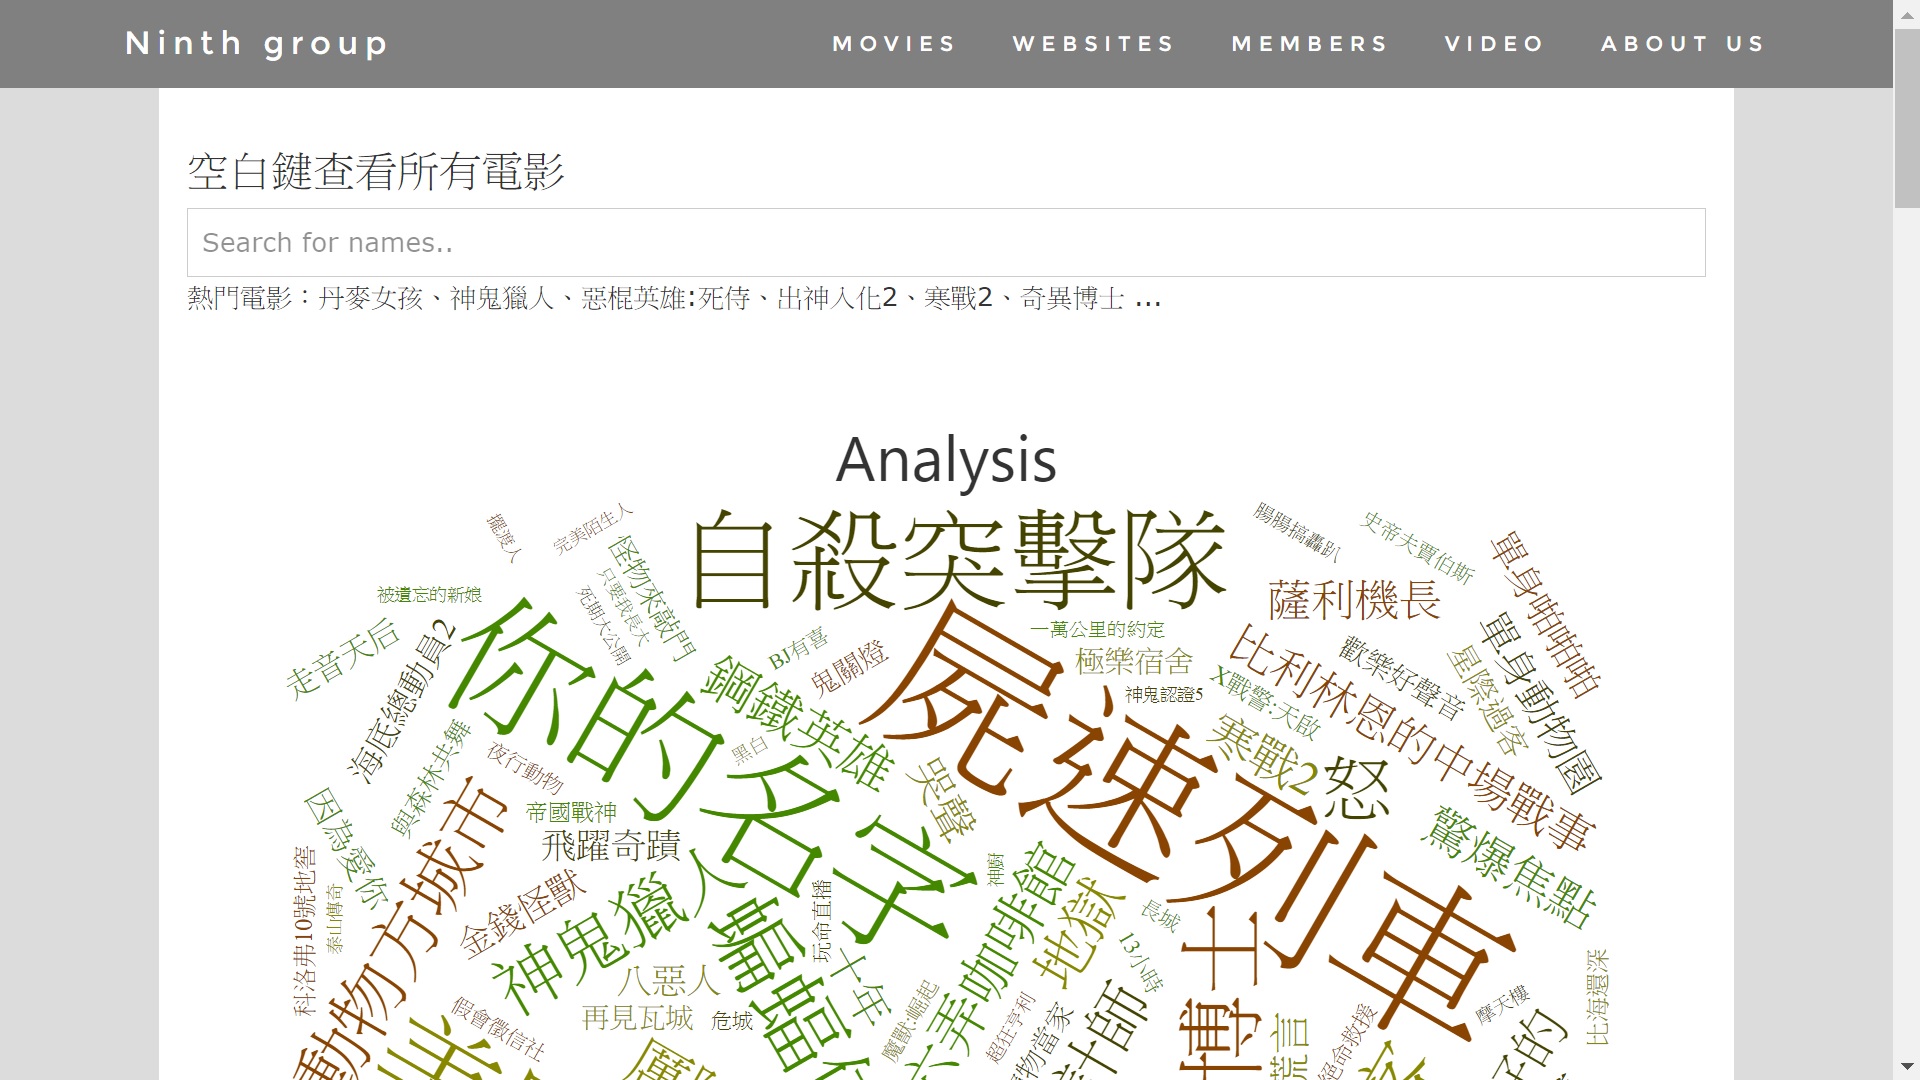 Ninth group
MOVIES WEBSITES MEMBERS VIDEO ABOUT US
空白鍵查看所有電影
Search for names..
熱門電影：丹麥女孩、神鬼獵人、惡棍英雄:死侍、出神入化2、寒戰2、奇異博士 ...
Analysis
自殺突擊隊
擺渡人
完美陌生人
腸腸搞轟趴
史帝夫賈伯斯
單身啪啪啪
怪物來敲門
只要我長大
死期大公開
被遺忘的新娘
走音天后
海底總動員2
你的名字
屍速列車
薩利機長
一萬公里的約定
極樂宿舍
神鬼認證5
BJ有喜
鬼關燈
鋼鐵英雄
黑白
X戰警:天啟
比利林恩的中場戰事
歡樂好聲音
星際過客
單身動物園
寒戰2
怒
驚爆焦點
哭聲
與森林共舞
夜行動物
帝國戰神
飛躍奇蹟
因為愛你
動物方城市
金錢怪獸
神鬼獵人
科洛弗10號地窖
泰山傳奇
玩命直播
神廚
地獄
長城
13小時
八惡人
再見瓦城
危城
假會徵信社
十年
魔獸:崛起
六弄咖啡館
超狂亨利
博士
謊言
絕命救援
摩天樓
比海還深